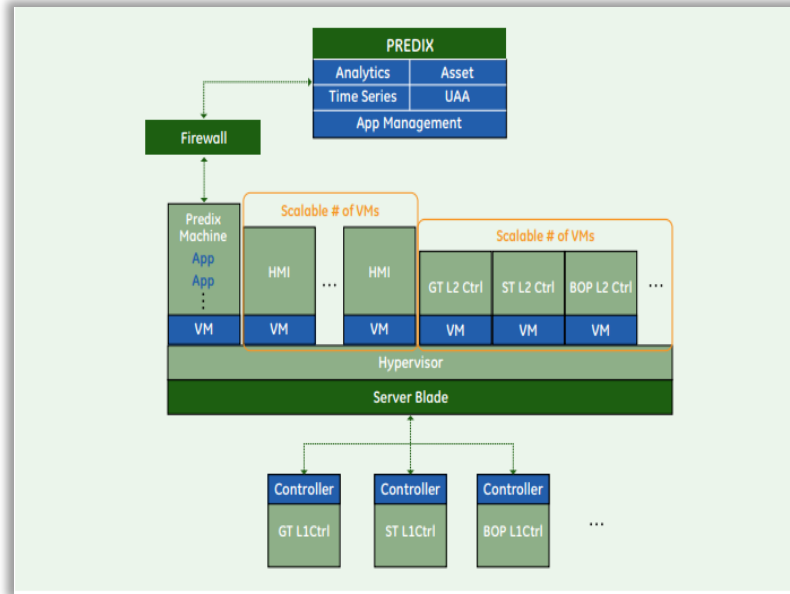 PREDIX
Analytics Asset
Time Series UAA
App Management
Firewall
Predix
Machine
App
App
⋮
VM
Scalable # of VMs
HMI ... HMI
VM VM
Scalable # of VMs
GT L2 Ctrl ST L2 Ctrl BOP L2 Ctrl ...
VM VM VM
Hypervisor
Server Blade
Controller Controller Controller
GT L1Ctrl ST L1Ctrl BOP L1Ctrl ...